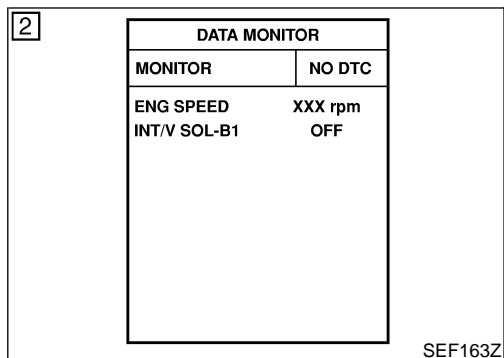 2
DATA MONITOR
MONITOR NO DTC
ENG SPEED XXX rpm
INT/V SOL-B1 OFF
SEF163Z